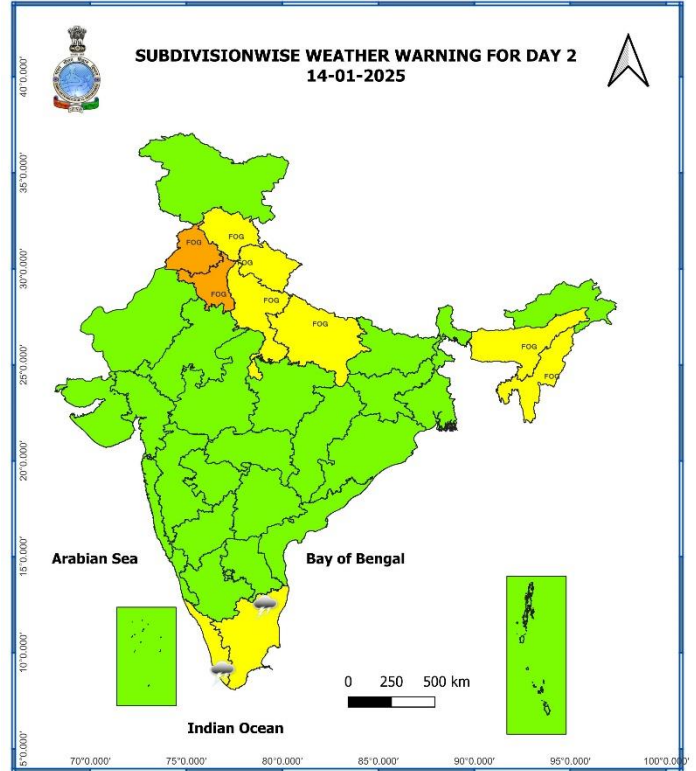 SUBDIVISIONWISE WEATHER WARNING FOR DAY 2
14-01-2025
40°0.000'
35°0.000'
30°0.000'
25°0.000'
20°0.000'
15°0.000'
10°0.000'
5°0.000'
FOG
FOG
FOG
FOG
FOG
FOG
FOG
FOG
Arabian Sea
Bay of Bengal
Indian Ocean
0 250 500 km
70°0.000' 75°0.000' 80°0.000' 85°0.000' 90°0.000' 95°0.000' 100°0.000'